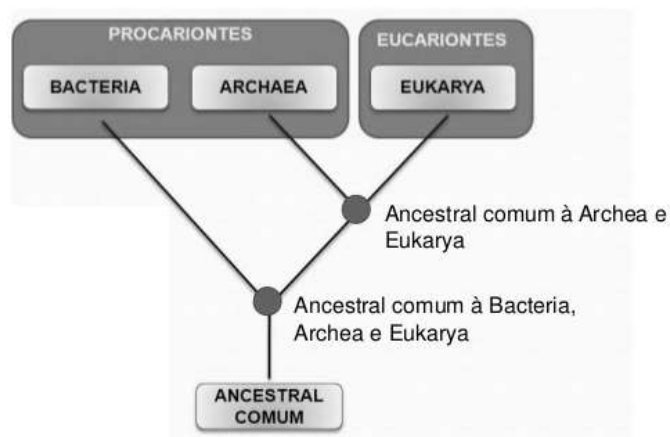 PROCARIONTES
EUCARIONTES
BACTERIA
ARCHAEA
EUKARYA
Ancestral comum à Archea e
Eukarya
Ancestral comum à Bacteria,
Archea e Eukarya
ANCESTRAL
COMUM